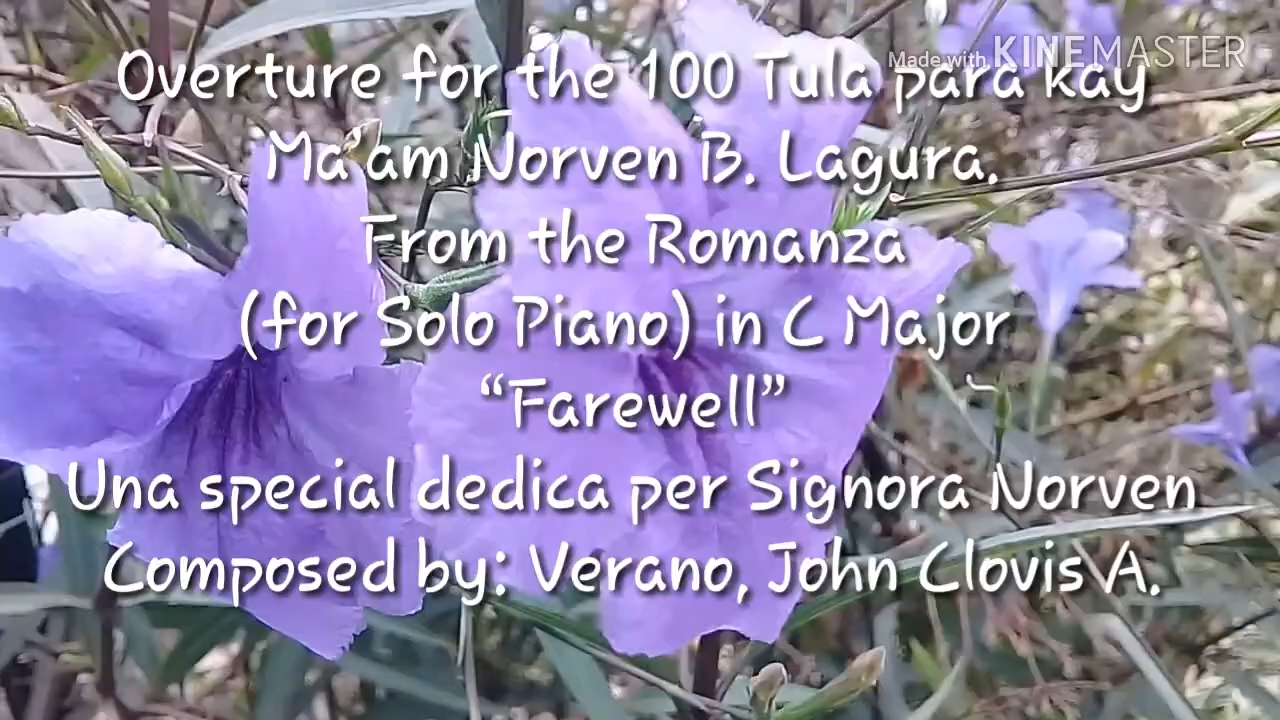 Made with KINEMASTER
Overture for the 100 Tula para kay
Ma'am Norven B. Lagura.
From the Romanza
(for Solo Piano) in C Major
“Farewell”
Una special dedica per Signora Norven
Composed by: Verano, John Clovis A.